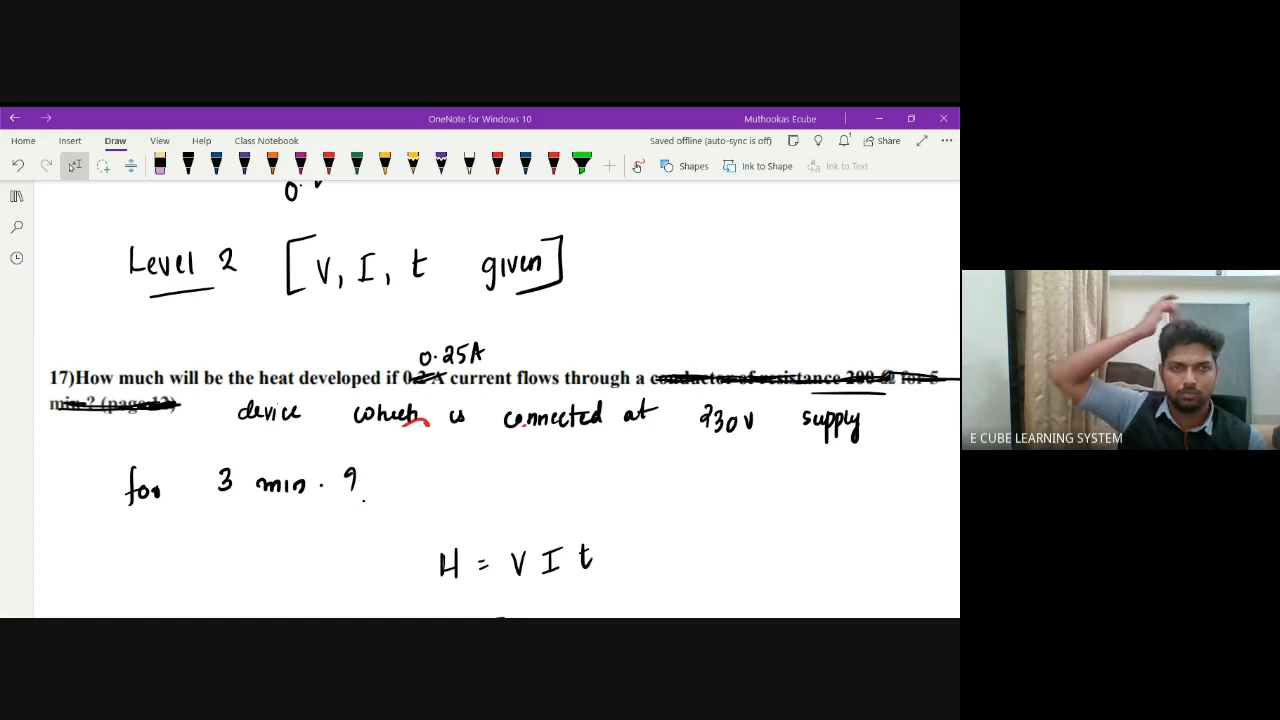 OneNote for Windows 10
Muthookas Ecube
Home Insert Draw View Help Class Notebook
Saved offline (auto-sync is off)
Share
Shapes
Ink to Shape
Ink to Text
Level 2 [V, I, t given]
0.25A
17)How much will be the heat developed if 0.2 A current flows through a conductor of resistance 200 Ω for 5
min? (page 12)
device which is connected at 230V supply
for 3 min. ?
H = V I t
E CUBE LEARNING SYSTEM